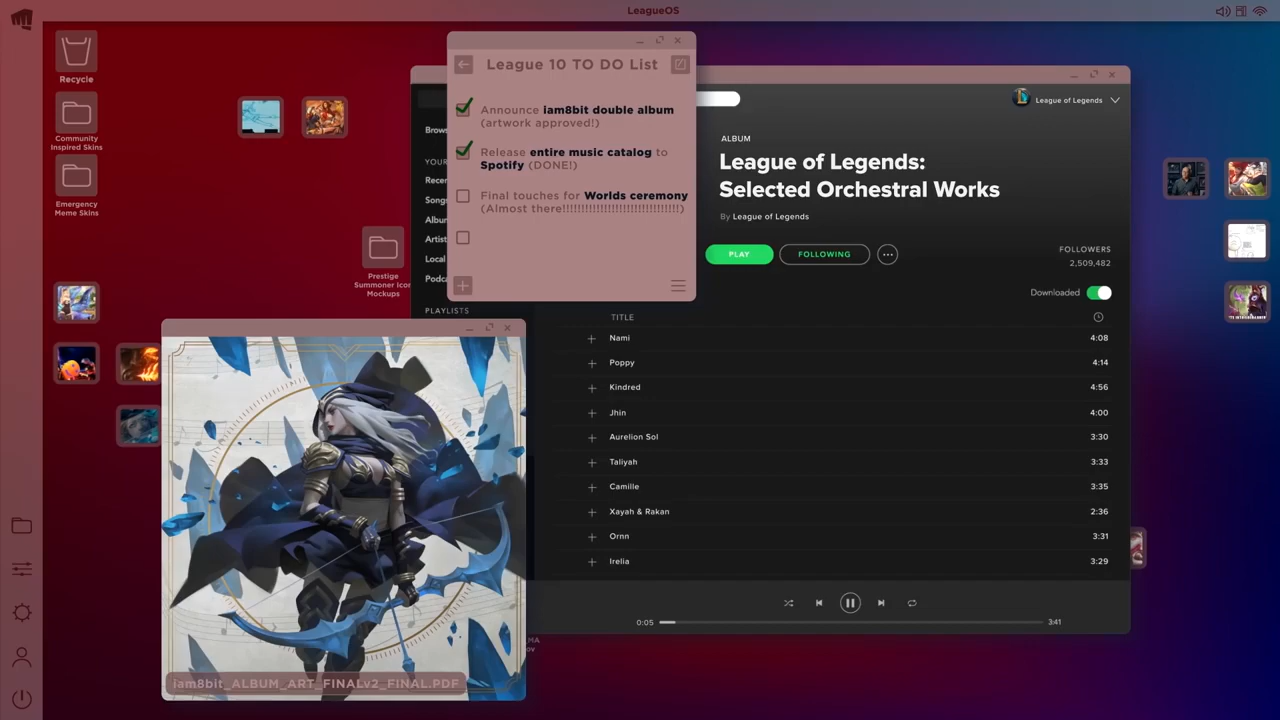 LeagueOS
Recycle
Community
Inspired Skins
Emergency
Meme Skins
Prestige
Summoner Icon
Mockups
League 10 TO DO List
Announce iam8bit double album
(artwork approved!)
Release entire music catalog to
Spotify (DONE!)
Final touches for Worlds ceremony
(Almost there!!!!!!!!!!!!!!!!!!!!!!!!!!!!!!!)
League of Legends
ALBUM
League of Legends:
Selected Orchestral Works
By League of Legends
PLAY
FOLLOWING
FOLLOWERS
2,509,482
Downloaded
PLAYLISTS
TITLE
Nami 4:08
Poppy 4:14
Kindred 4:56
Jhin 4:00
Aurelion Sol 3:30
Taliyah 3:33
Camille 3:35
Xayah & Rakan 2:36
Ornn 3:31
Irelia 3:29
0:05 3:41
iam8bit_ALBUM_ART_FINALv2_FINAL.PDF